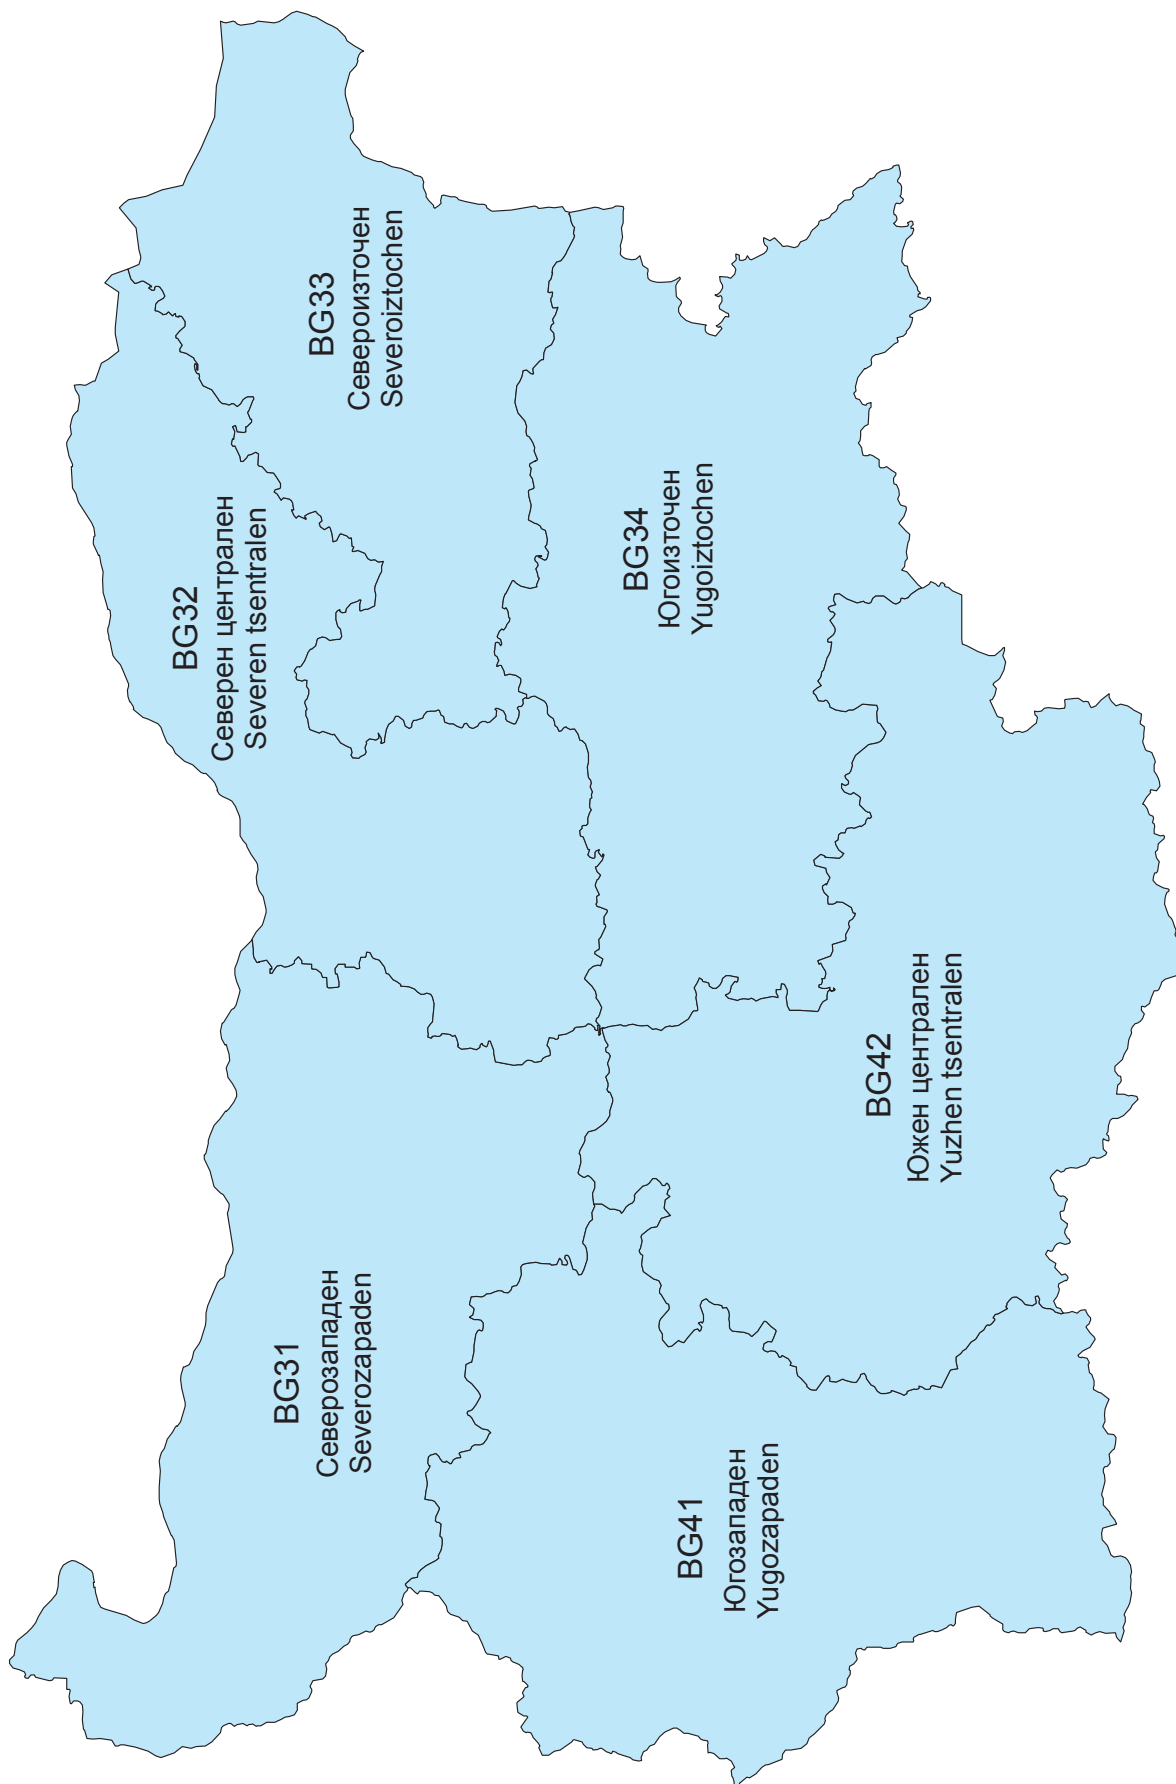 BG31
Северозападен
Severozapaden
BG32
Северен централен
Severen tsentralen
BG33
Североизточен
Severoiztochen
BG34
Югоизточен
Yugoiztochen
BG41
Югозападен
Yugozapaden
BG42
Южен централен
Yuzhen tsentralen